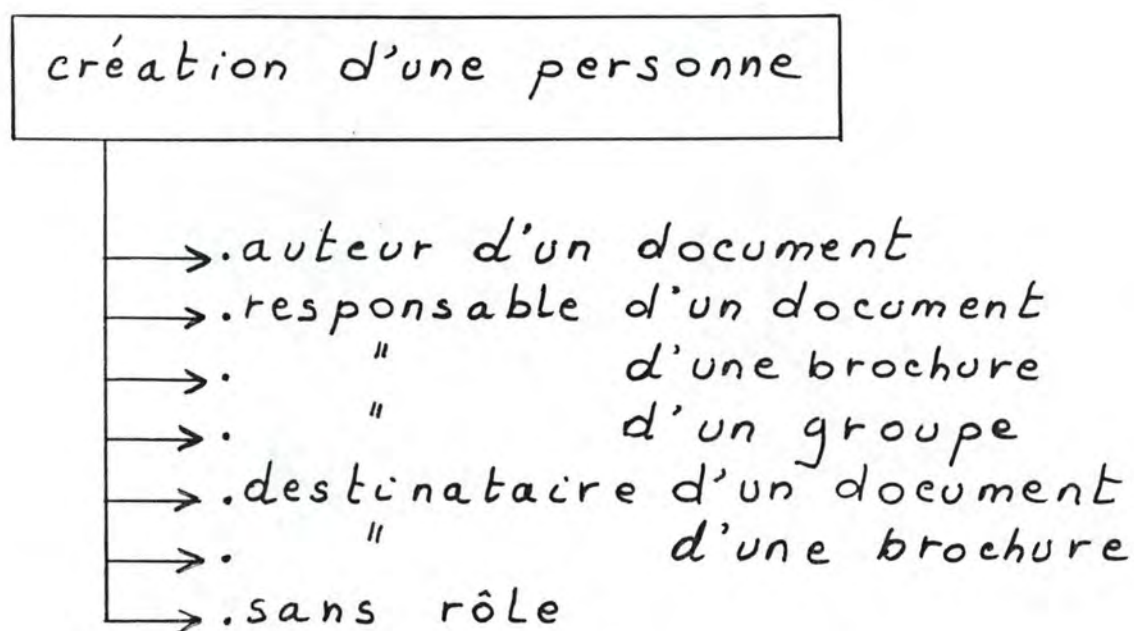 création d'une personne
.auteur d'un document
.responsable d'un document
. " d'une brochure
. " d'un groupe
.destinataire d'un document
. " d'une brochure
.sans rôle